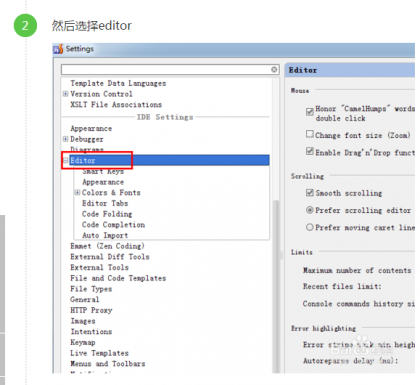 2
然后选择editor
Settings
Template Data Languages
Version Control
XSLT File Associations
IDE Settings
Appearance
Debugger
Diagrams
Editor
Smart Keys
Appearance
Colors & Fonts
Editor Tabs
Code Folding
Code Completion
Auto Import
Emmet (Zen Coding)
External Diff Tools
External Tools
File and Code Templates
File Types
General
HTTP Proxy
Images
Intentions
Keymap
Live Templates
Menus and Toolbars
Editor
Mouse
Honor "CamelHumps" words
double click
Change font size (Zoom)
Enable Drag'n'Drop funct
Scrolling
Smooth scrolling
Prefer scrolling editor
Prefer moving caret line
Limits
Maximum number of contents
Recent files limit:
Console commands history si
Error highlighting
Error stripe mark min heigh
Autoreparse delay (ms):